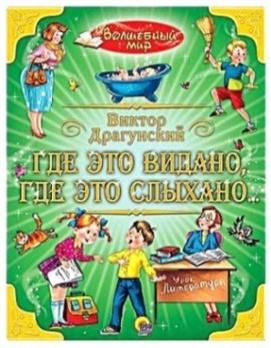 Волшебный
мир
Виктор
Драгунский
ГДЕ ЭТО ВИДАНО,
ГДЕ ЭТО СЛЫХАНО...
Урок
Литературы